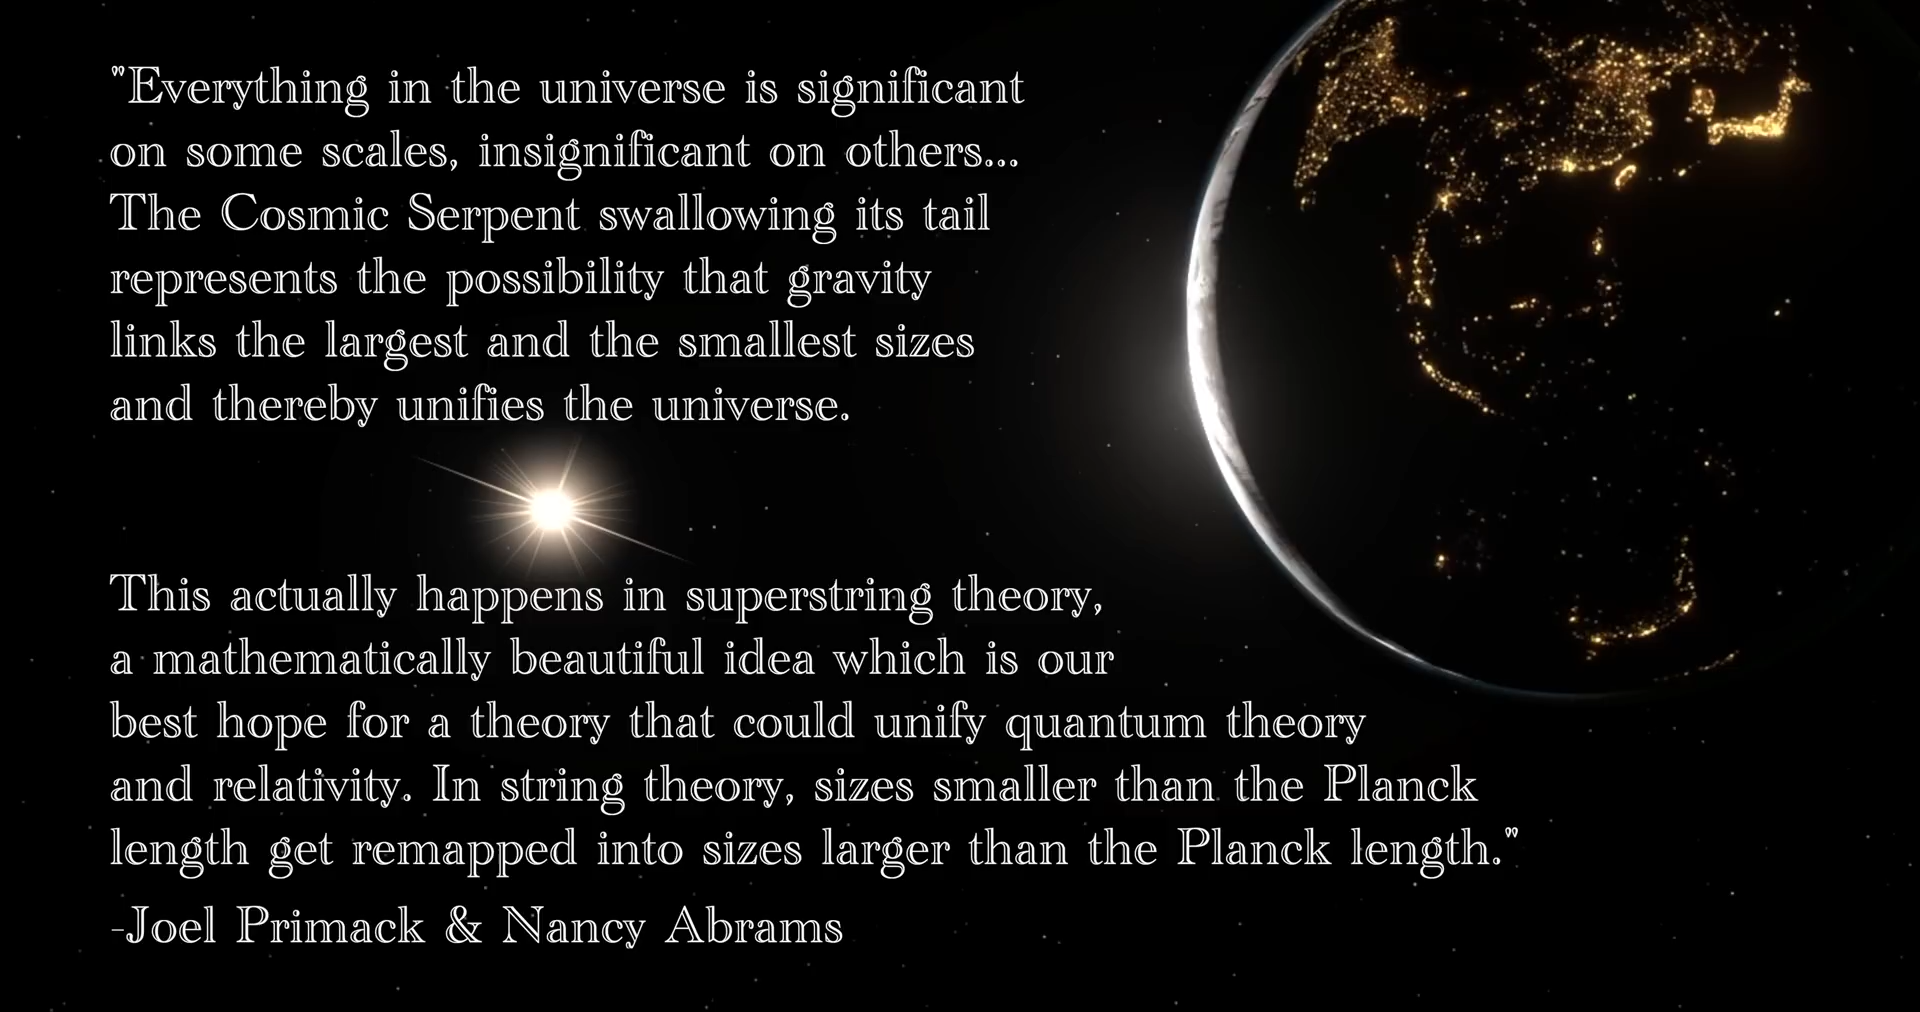 "Everything in the universe is significant
on some scales, insignificant on others...
The Cosmic Serpent swallowing its tail
represents the possibility that gravity
links the largest and the smallest sizes
and thereby unifies the universe.
This actually happens in superstring theory,
a mathematically beautiful idea which is our
best hope for a theory that could unify quantum theory
and relativity. In string theory, sizes smaller than the Planck
length get remapped into sizes larger than the Planck length."
-Joel Primack & Nancy Abrams